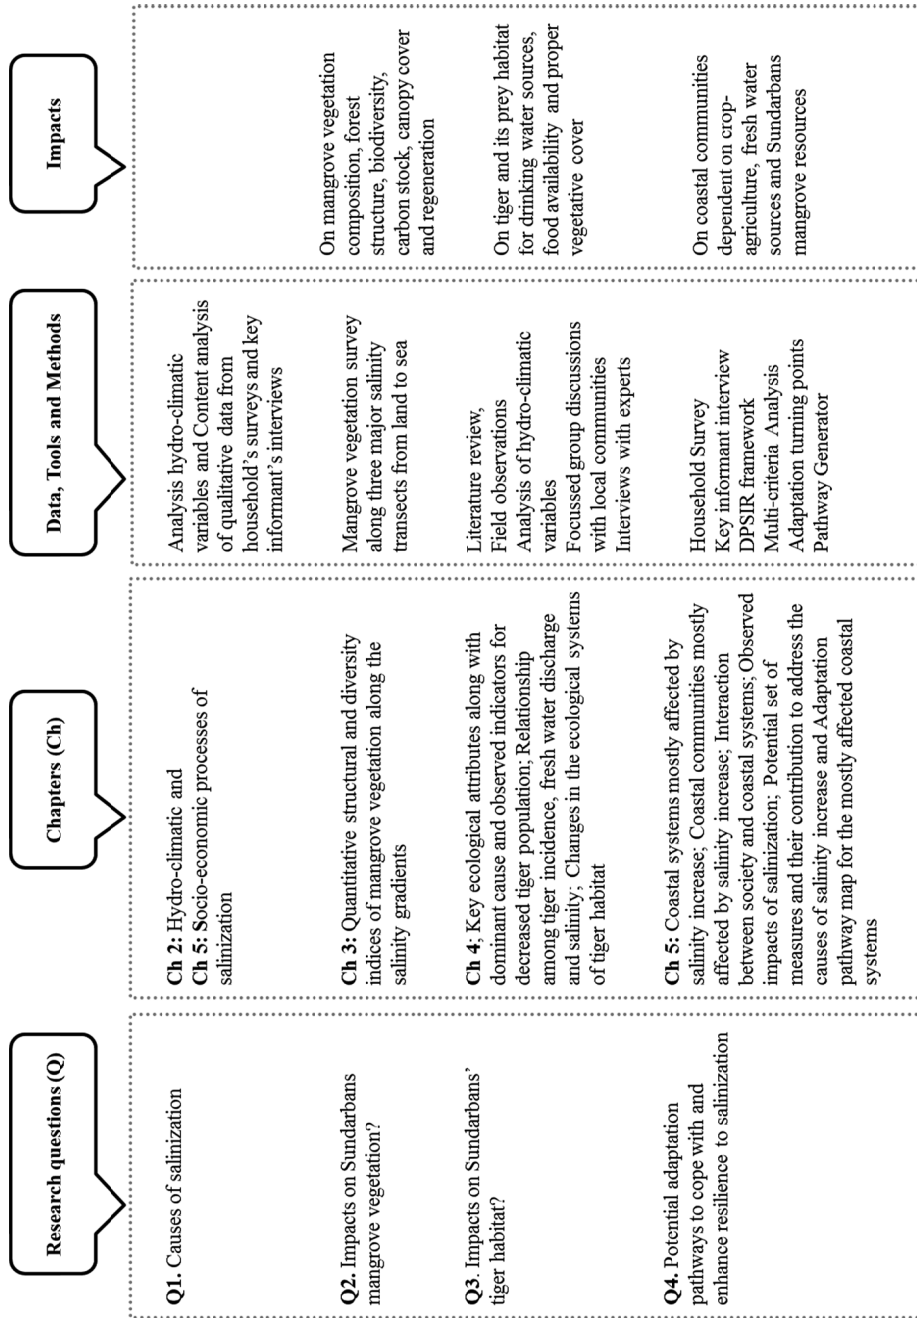 Research questions (Q)
Q1. Causes of salinization
Q2. Impacts on Sundarbans
mangrove vegetation?
Q3. Impacts on Sundarbans’
tiger habitat?
Q4. Potential adaptation
pathways to cope with and
enhance resilience to salinization
Chapters (Ch)
Ch 2: Hydro-climatic and
Ch 5: Socio-economic processes of
salinization
Ch 3: Quantitative structural and diversity
indices of mangrove vegetation along the
salinity gradients
Ch 4; Key ecological attributes along with
dominant cause and observed indicators for
decreased tiger population; Relationship
among tiger incidence, fresh water discharge
and salinity; Changes in the ecological systems
of tiger habitat
Ch 5: Coastal systems mostly affected by
salinity increase; Coastal communities mostly
affected by salinity increase; Interaction
between society and coastal systems; Observed
impacts of salinization; Potential set of
measures and their contribution to address the
causes of salinity increase and Adaptation
pathway map for the mostly affected coastal
systems
Data, Tools and Methods
Analysis hydro-climatic
variables and Content analysis
of qualitative data from
household’s surveys and key
informant’s interviews
Mangrove vegetation survey
along three major salinity
transects from land to sea
Literature review,
Field observations
Analysis of hydro-climatic
variables
Focussed group discussions
with local communities
Interviews with experts
Household Survey
Key informant interview
DPSIR framework
Multi-criteria Analysis
Adaptation turning points
Pathway Generator
Impacts
On mangrove vegetation
composition, forest
structure, biodiversity,
carbon stock, canopy cover
and regeneration
On tiger and its prey habitat
for drinking water sources,
food availability and proper
vegetative cover
On coastal communities
dependent on crop-
agriculture, fresh water
sources and Sundarbans
mangrove resources